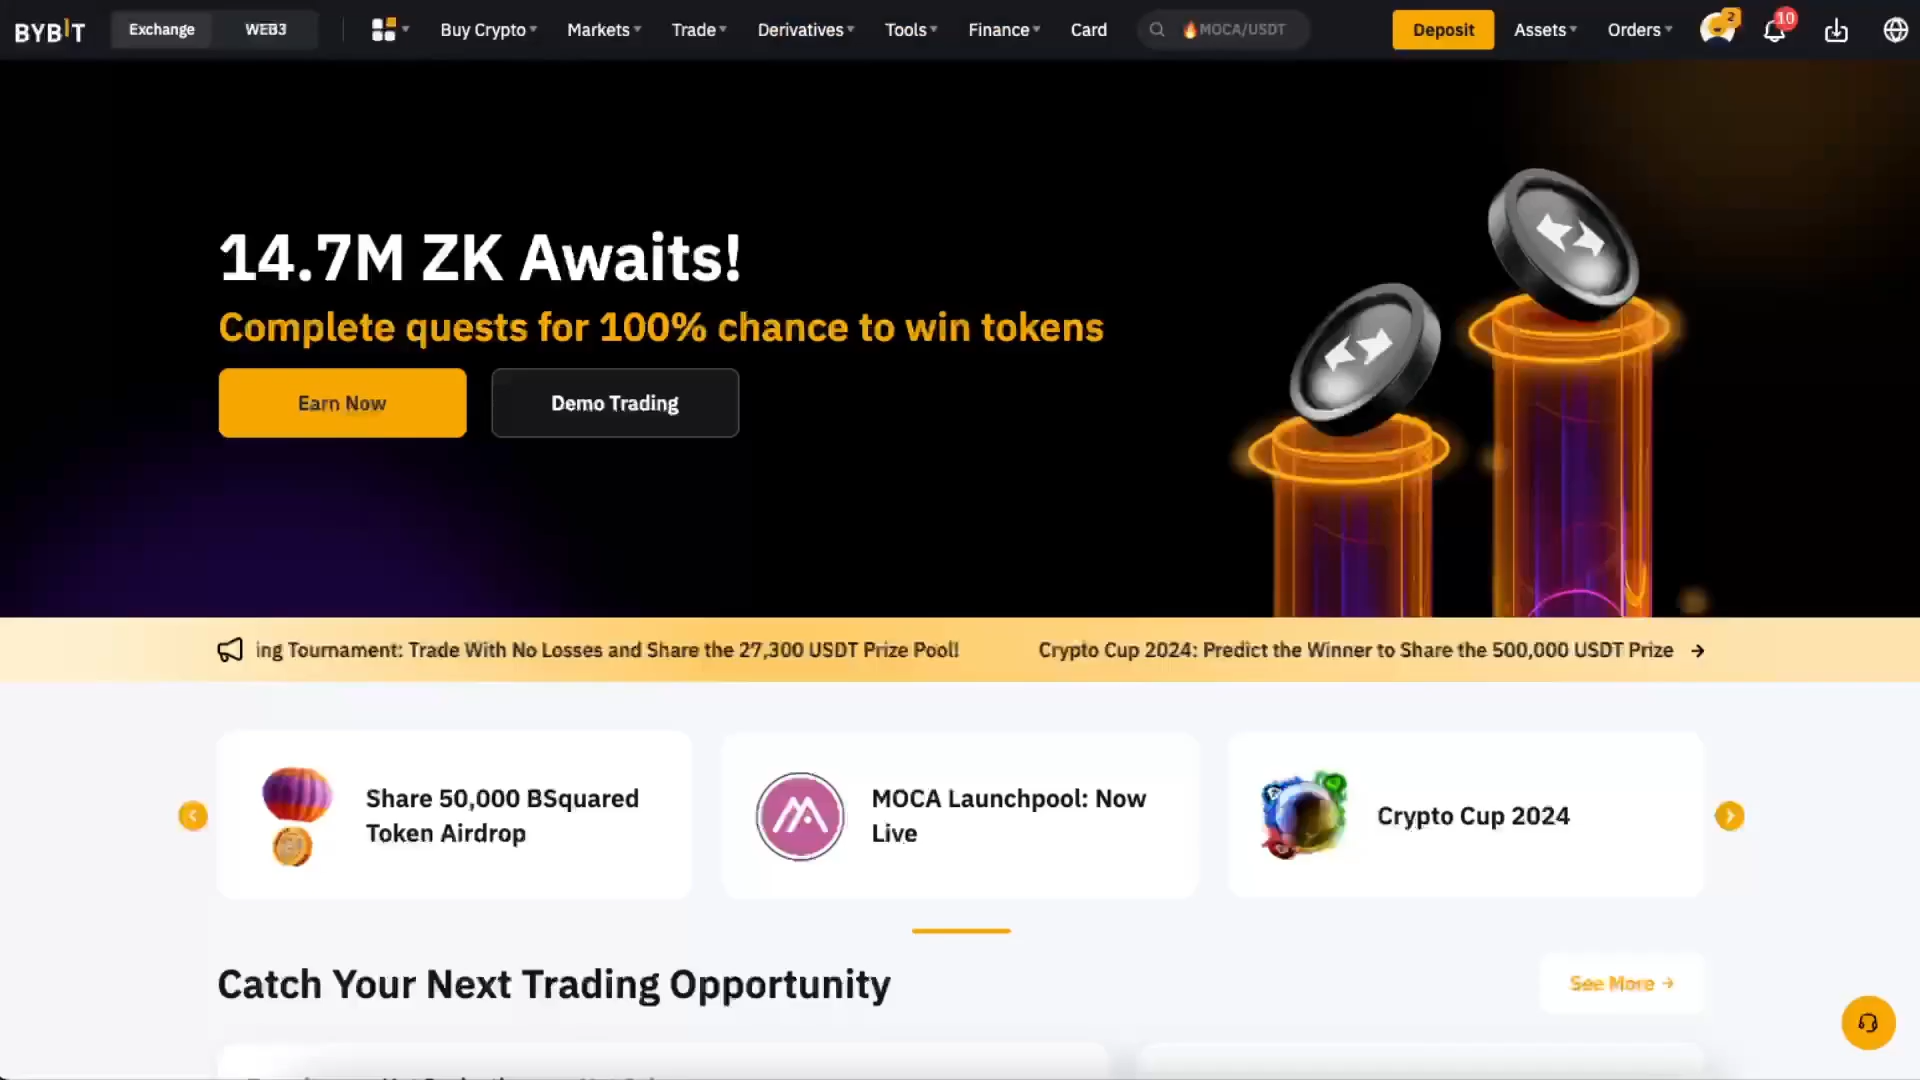 BYBIT
Exchange
WEB3
Buy Crypto
Markets
Trade
Derivatives
Tools
Finance
Card
MOCA/USDT
Deposit
Assets
Orders
2
10
14.7M ZK Awaits!
Complete quests for 100% chance to win tokens
Earn Now
Demo Trading
ing Tournament: Trade With No Losses and Share the 27,300 USDT Prize Pool!
Crypto Cup 2024: Predict the Winner to Share the 500,000 USDT Prize
Share 50,000 BSquared
Token Airdrop
MOCA Launchpool: Now
Live
Crypto Cup 2024
Catch Your Next Trading Opportunity
See More